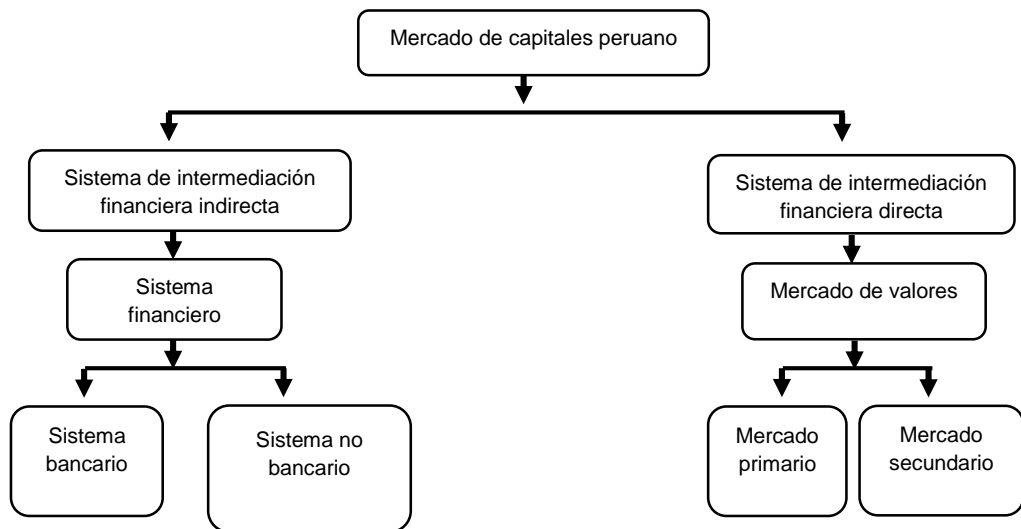 Mercado de capitales peruano
Sistema de intermediación
financiera indirecta
Sistema de intermediación
financiera directa
Sistema
financiero
Mercado de valores
Sistema
bancario
Sistema no
bancario
Mercado
primario
Mercado
secundario